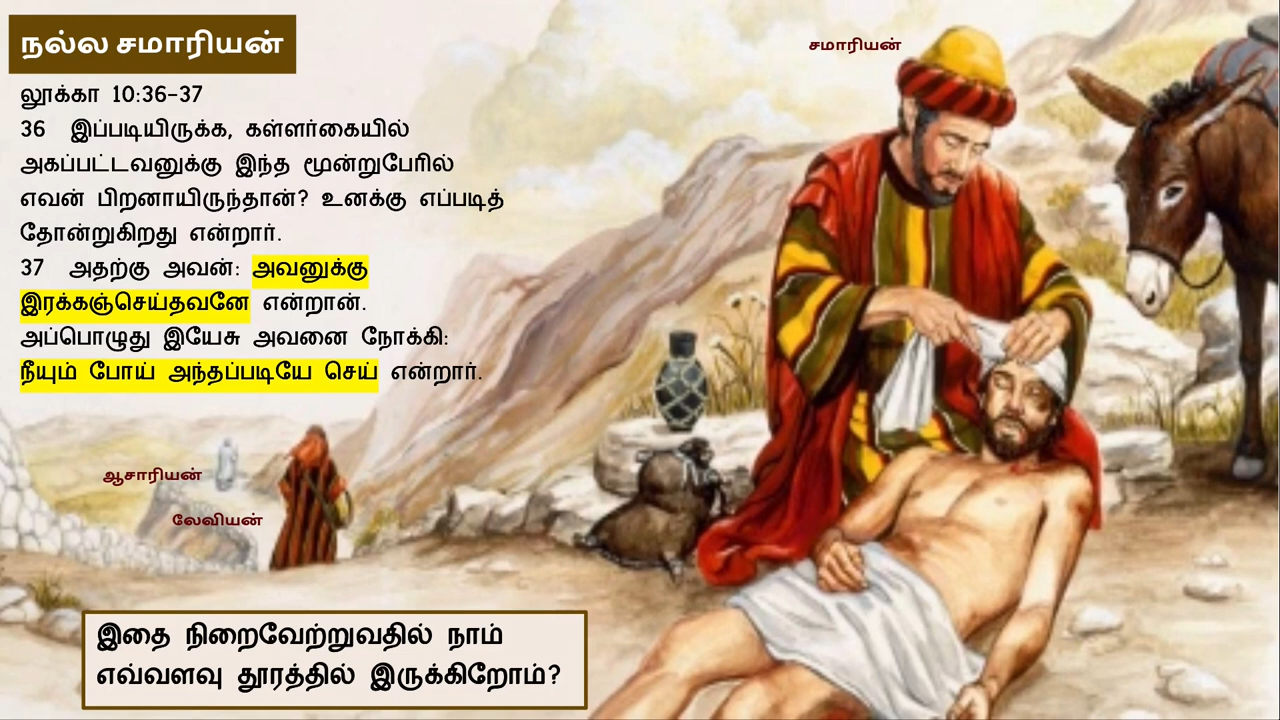 நல்ல சமாரியன்
சமாரியன்
லூக்கா 10:36-37
36 இப்படியிருக்க, கள்ளர்கையில்
அகப்பட்டவனுக்கு இந்த மூன்றுபேரில்
எவன் பிறனாயிருந்தான்? உனக்கு எப்படித்
தோன்றுகிறது என்றார்.
37 அதற்கு அவன்: அவனுக்கு
இரக்கஞ்செய்தவனே என்றான்.
அப்பொழுது இயேசு அவனை நோக்கி:
நீயும் போய் அந்தப்படியே செய் என்றார்.
ஆசாரியன்
லேவியன்
இதை நிறைவேற்றுவதில் நாம்
எவ்வளவு தூரத்தில் இருக்கிறோம்?